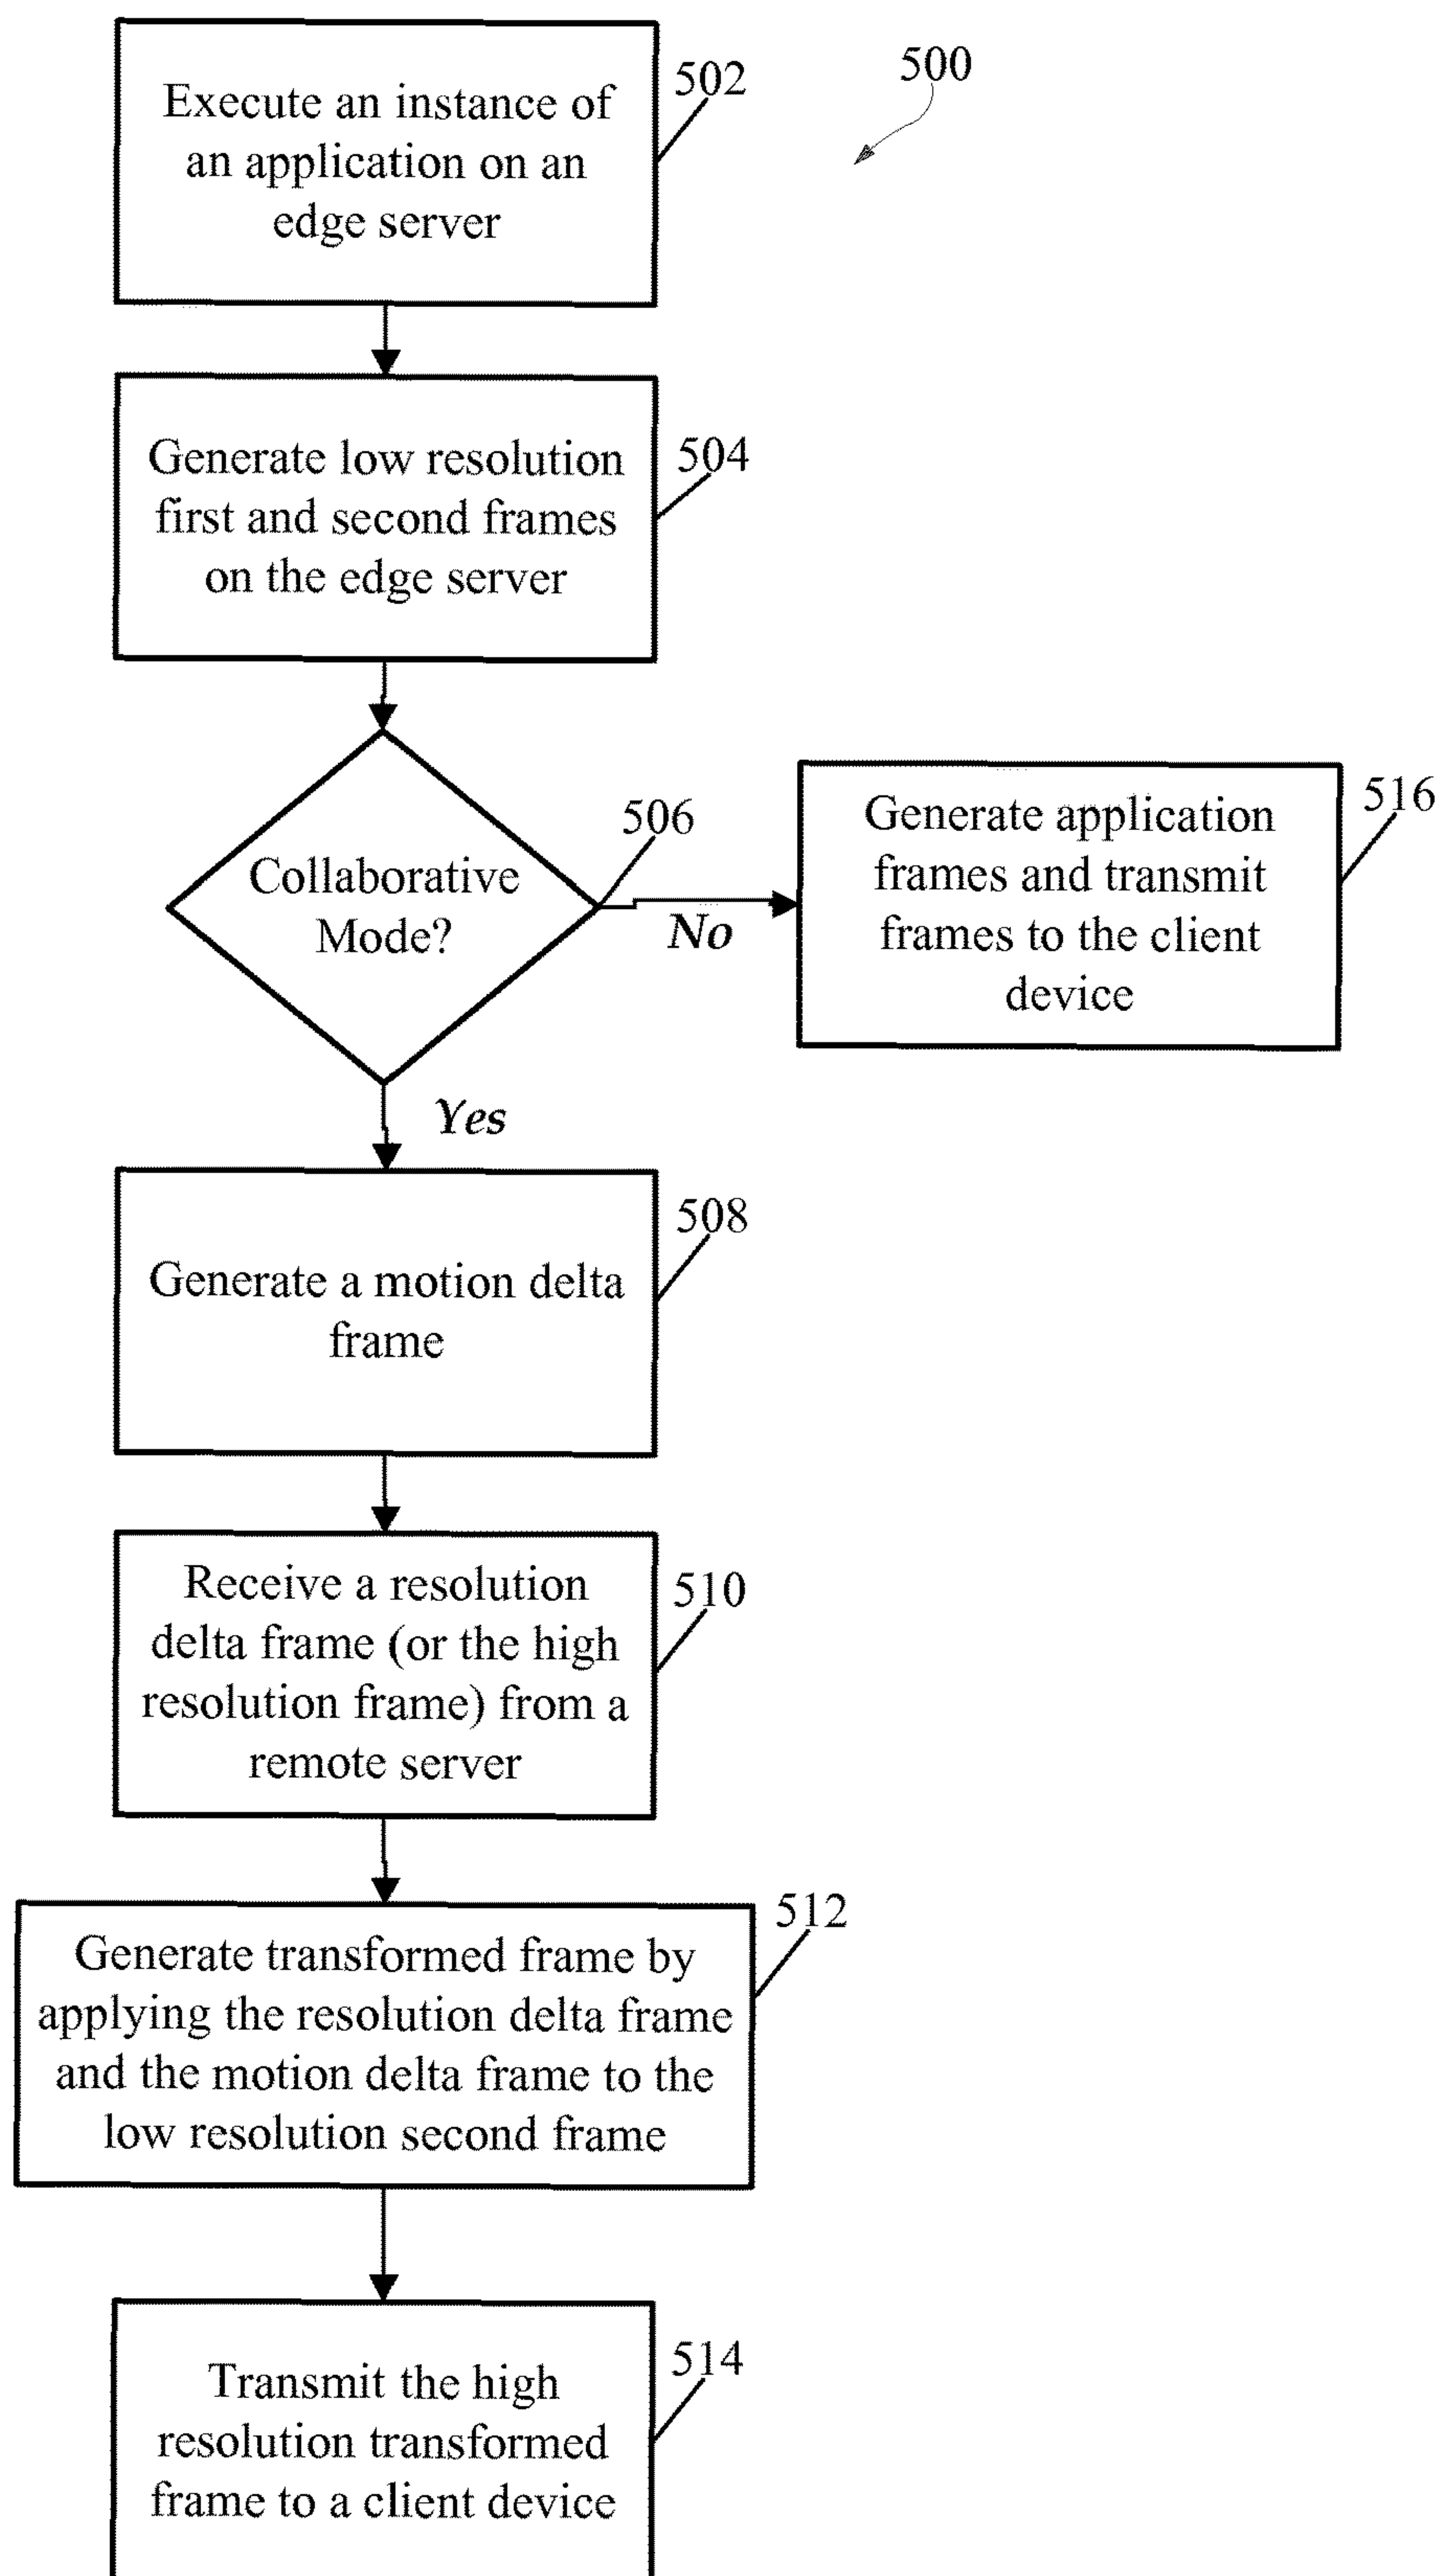 500
502
Execute an instance of
an application on an
edge server
504
Generate low resolution
first and second frames
on the edge server
506
Collaborative
Mode?
No
516
Generate application
frames and transmit
frames to the client
device
Yes
508
Generate a motion delta
frame
510
Receive a resolution
delta frame (or the high
resolution frame) from a
remote server
512
Generate transformed frame by
applying the resolution delta frame
and the motion delta frame to the
low resolution second frame
514
Transmit the high
resolution transformed
frame to a client device